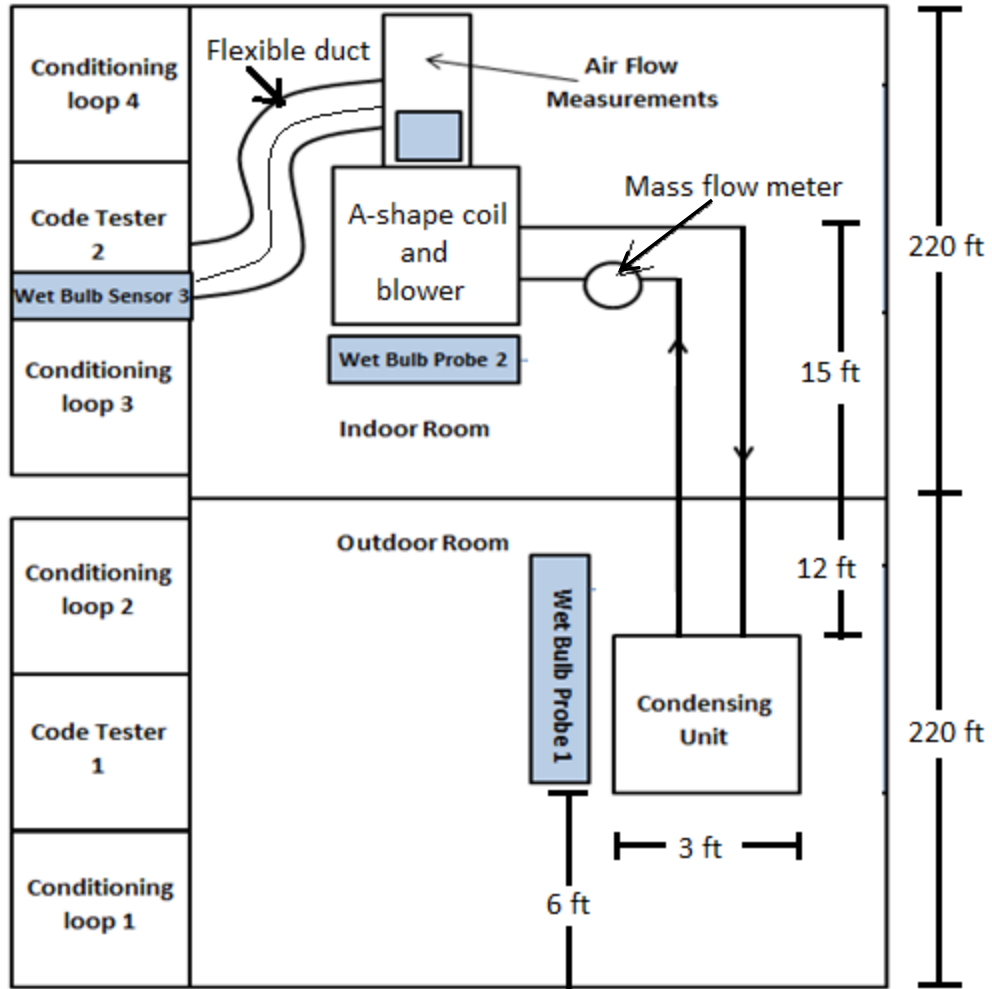 Conditioning
loop 4
Flexible duct
Air Flow
Measurements
Code Tester
2
Wet Bulb Sensor 3
A-shape coil
and
blower
Mass flow meter
220 ft
Conditioning
loop 3
Wet Bulb Probe 2
15 ft
Indoor Room
Outdoor Room
Conditioning
loop 2
Wet Bulb Probe 1
12 ft
Code Tester
1
Condensing
Unit
220 ft
3 ft
Conditioning
loop 1
6 ft